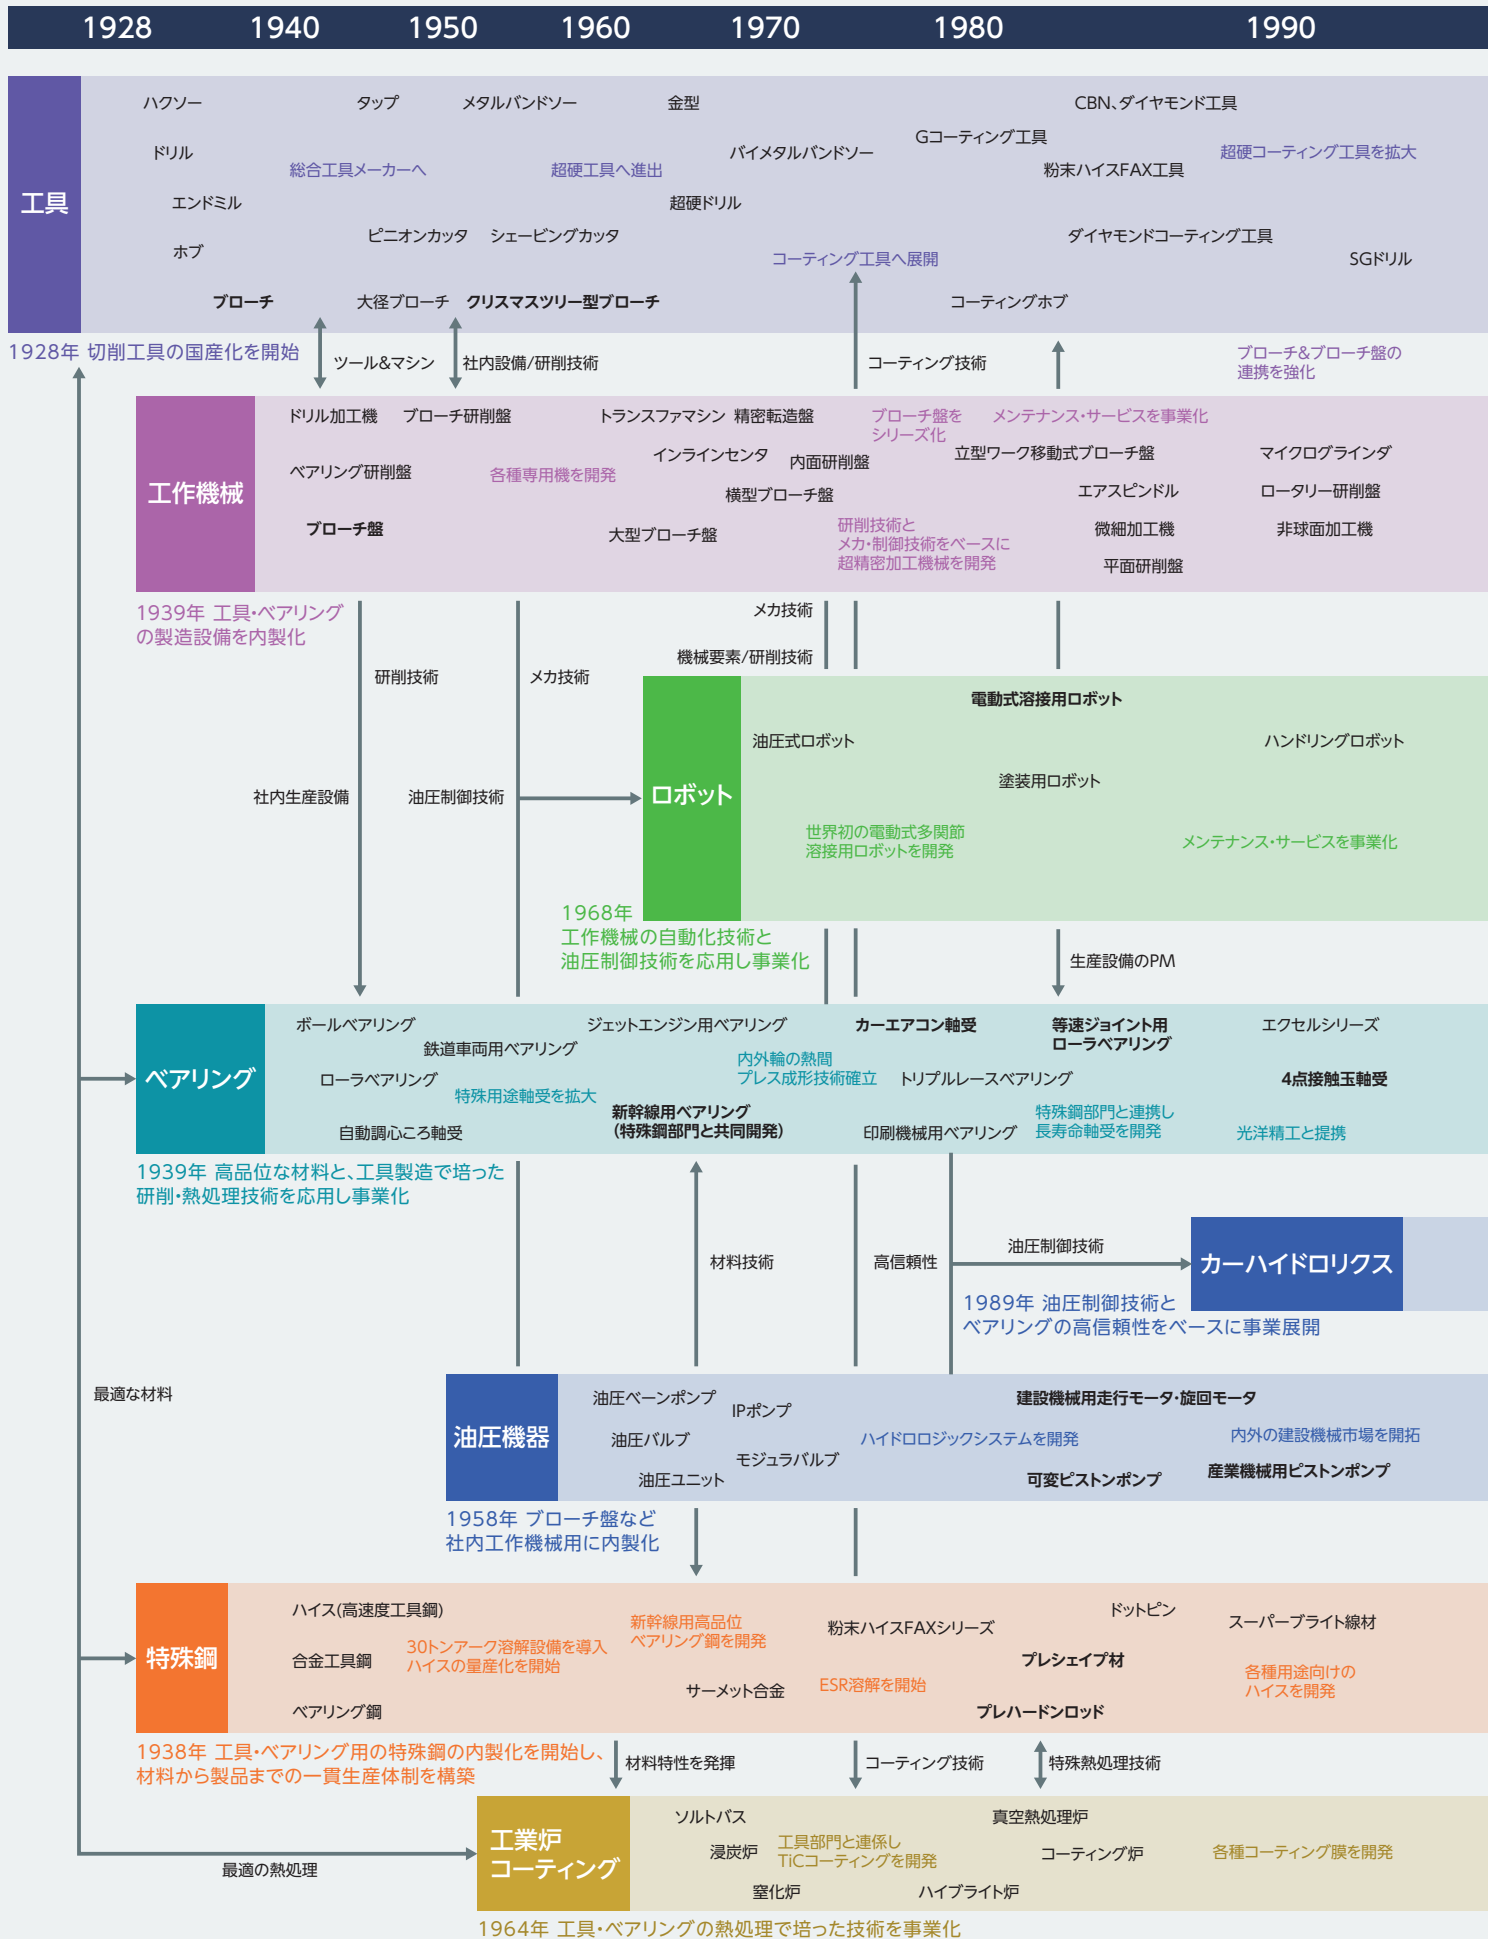 1928 1940 1950 1960 1970 1980 1990
工具
ハクソー
タップ
メタルバンドソー
金型
CBN、ダイヤモンド工具
Gコーティング工具
ドリル
バイメタルバンドソー
超硬コーティング工具を拡大
総合工具メーカーへ
超硬工具へ進出
粉末ハイスFAX工具
エンドミル
超硬ドリル
ピニオンカッタ
シェービングカッタ
ダイヤモンドコーティング工具
ホブ
コーティング工具へ展開
SGドリル
ブローチ
大径ブローチ
クリスマスツリー型ブローチ
コーティングホブ
1928年 切削工具の国産化を開始
ツール&マシン
社内設備/研削技術
コーティング技術
ブローチ&ブローチ盤の
連携を強化
工作機械
ドリル加工機
ブローチ研削盤
トランスファマシン
精密転造盤
ブローチ盤を
シリーズ化
メンテナンス・サービスを事業化
インラインセンタ
内面研削盤
立型ワーク移動式ブローチ盤
マイクログラインダ
ベアリング研削盤
各種専用機を開発
横型ブローチ盤
エアスピンドル
ロータリー研削盤
ブローチ盤
大型ブローチ盤
研削技術と
メカ・制御技術をベースに
超精密加工機械を開発
微細加工機
非球面加工機
平面研削盤
1939年 工具・ベアリング
の製造設備を内製化
メカ技術
機械要素/研削技術
研削技術
メカ技術
社内生産設備
油圧制御技術
ロボット
電動式溶接用ロボット
油圧式ロボット
ハンドリングロボット
塗装用ロボット
世界初の電動式多関節
溶接用ロボットを開発
メンテナンス・サービスを事業化
1968年
工作機械の自動化技術と
油圧制御技術を応用し事業化
生産設備のPM
ベアリング
ボールベアリング
ジェットエンジン用ベアリング
カーエアコン軸受
等速ジョイント用
ローラベアリング
エクセルシリーズ
鉄道車両用ベアリング
内外輪の熱間
プレス成形技術確立
ローラベアリング
トリプルレースベアリング
4点接触玉軸受
特殊用途軸受を拡大
新幹線用ベアリング
(特殊鋼部門と共同開発)
特殊鋼部門と連携し
長寿命軸受を開発
自動調心ころ軸受
印刷機械用ベアリング
光洋精工と提携
1939年 高品位な材料と、工具製造で培った
研削・熱処理技術を応用し事業化
材料技術
高信頼性
油圧制御技術
カーハイドロリクス
1989年 油圧制御技術と
ベアリングの高信頼性をベースに事業展開
最適な材料
油圧機器
油圧ベーンポンプ
IPポンプ
建設機械用走行モータ・旋回モータ
油圧バルブ
ハイドロロジックシステムを開発
内外の建設機械市場を開拓
モジュラバルブ
油圧ユニット
可変ピストンポンプ
産業機械用ピストンポンプ
1958年 ブローチ盤など
社内工作機械用に内製化
特殊鋼
ハイス(高速度工具鋼)
新幹線用高品位
ベアリング鋼を開発
粉末ハイスFAXシリーズ
ドットピン
スーパーブライト線材
合金工具鋼
30トンアーク溶解設備を導入
ハイスの量産化を開始
プレシェイプ材
サーメット合金
ESR溶解を開始
各種用途向けの
ハイスを開発
ベアリング鋼
プレハードンロッド
1938年 工具・ベアリング用の特殊鋼の内製化を開始し、
材料から製品までの一貫生産体制を構築
材料特性を発揮
コーティング技術
特殊熱処理技術
工業炉
コーティング
ソルトバス
真空熱処理炉
浸炭炉
工具部門と連係し
TiCコーティングを開発
コーティング炉
各種コーティング膜を開発
窒化炉
ハイブライト炉
最適の熱処理
1964年 工具・ベアリングの熱処理で培った技術を事業化